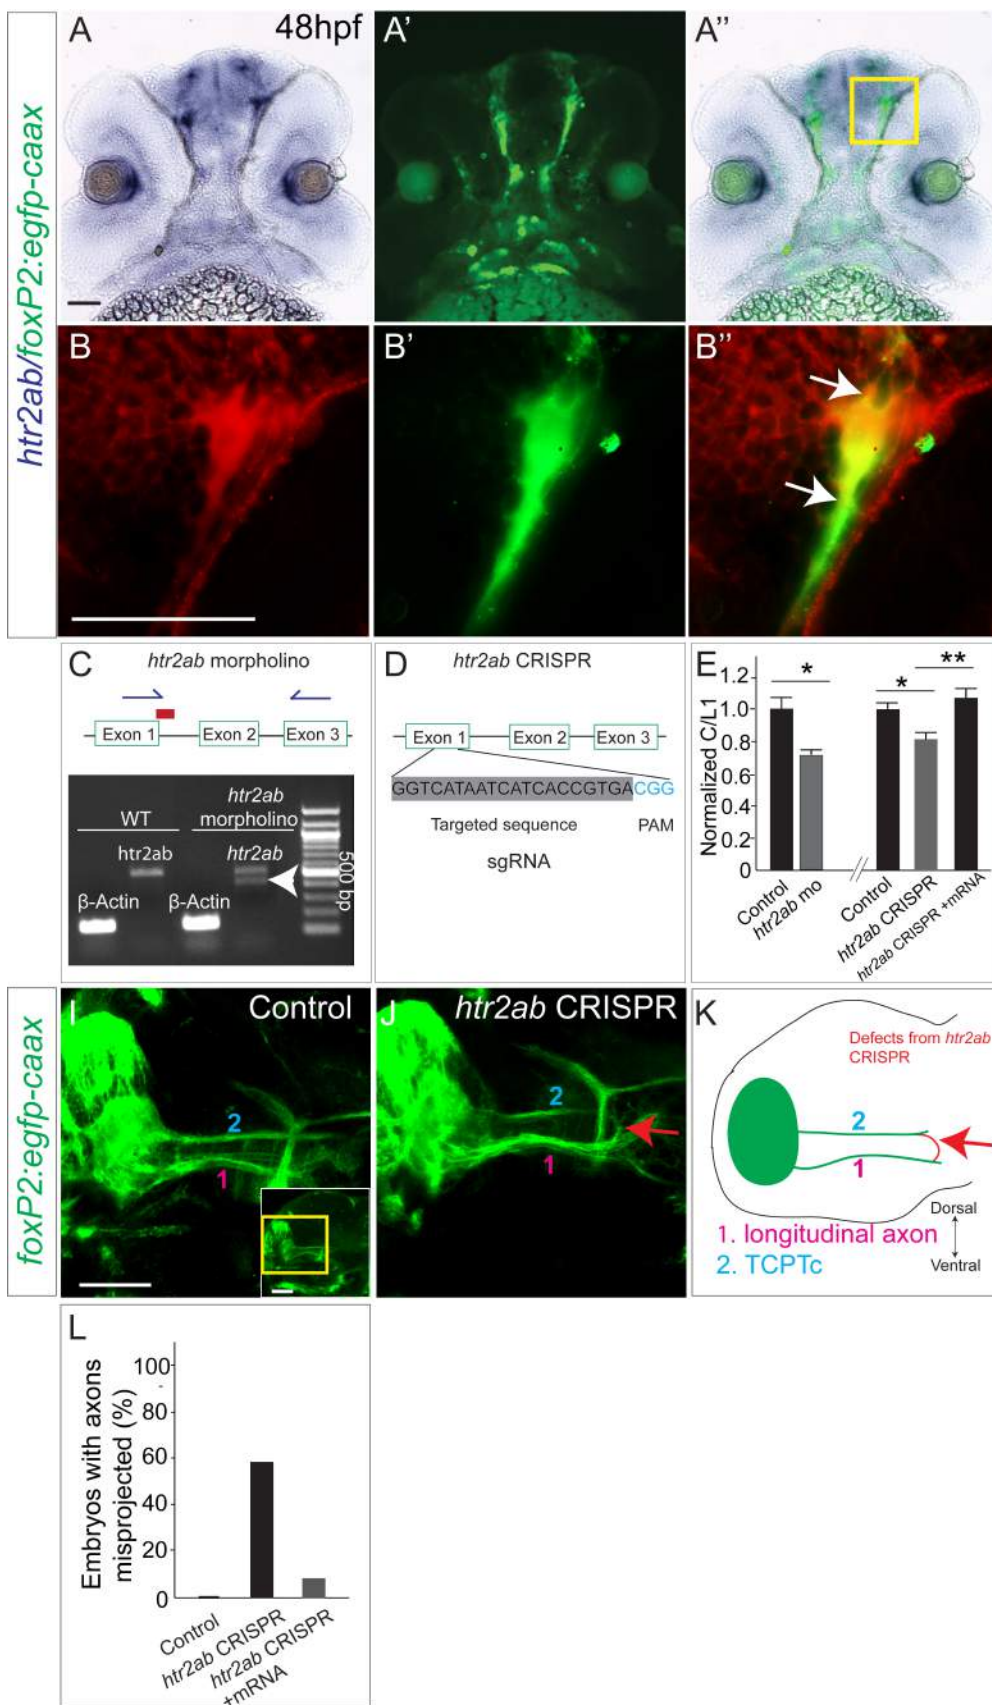 htr2ab/foxP2:egfp-caax
A
48hpf
A'
A''
B
B'
B''
C
htr2ab morpholino
Exon 1
Exon 2
Exon 3
WT
htr2ab
morpholino
htr2ab
htr2ab
β-Actin
β-Actin
500 bp
D
htr2ab CRISPR
Exon 1
Exon 2
Exon 3
GGTCATAATCATCACCGTGACGG
Targeted sequence
PAM
sgRNA
E
Normalized C/L1
1.2
1.0
0.8
0.6
0.4
0.2
0
*
*
**
Control
htr2ab mo
Control
htr2ab CRISPR
htr2ab CRISPR +mRNA
foxP2:egfp-caax
I
Control
2
1
J
htr2ab CRISPR
2
1
K
Defects from htr2ab
CRISPR
2
1
Dorsal
Ventral
1. longitudinal axon
2. TCPTc
L
Embryos with axons
misprojected (%)
100
80
60
40
20
0
Control
htr2ab CRISPR
htr2ab CRISPR
+mRNA